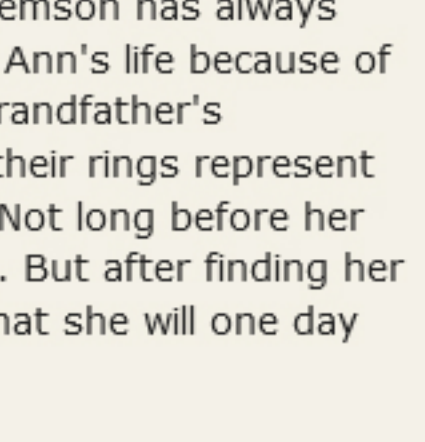 emson has always
Ann's life because of
randfather's
their rings represent
Not long before her
. But after finding her
hat she will one day